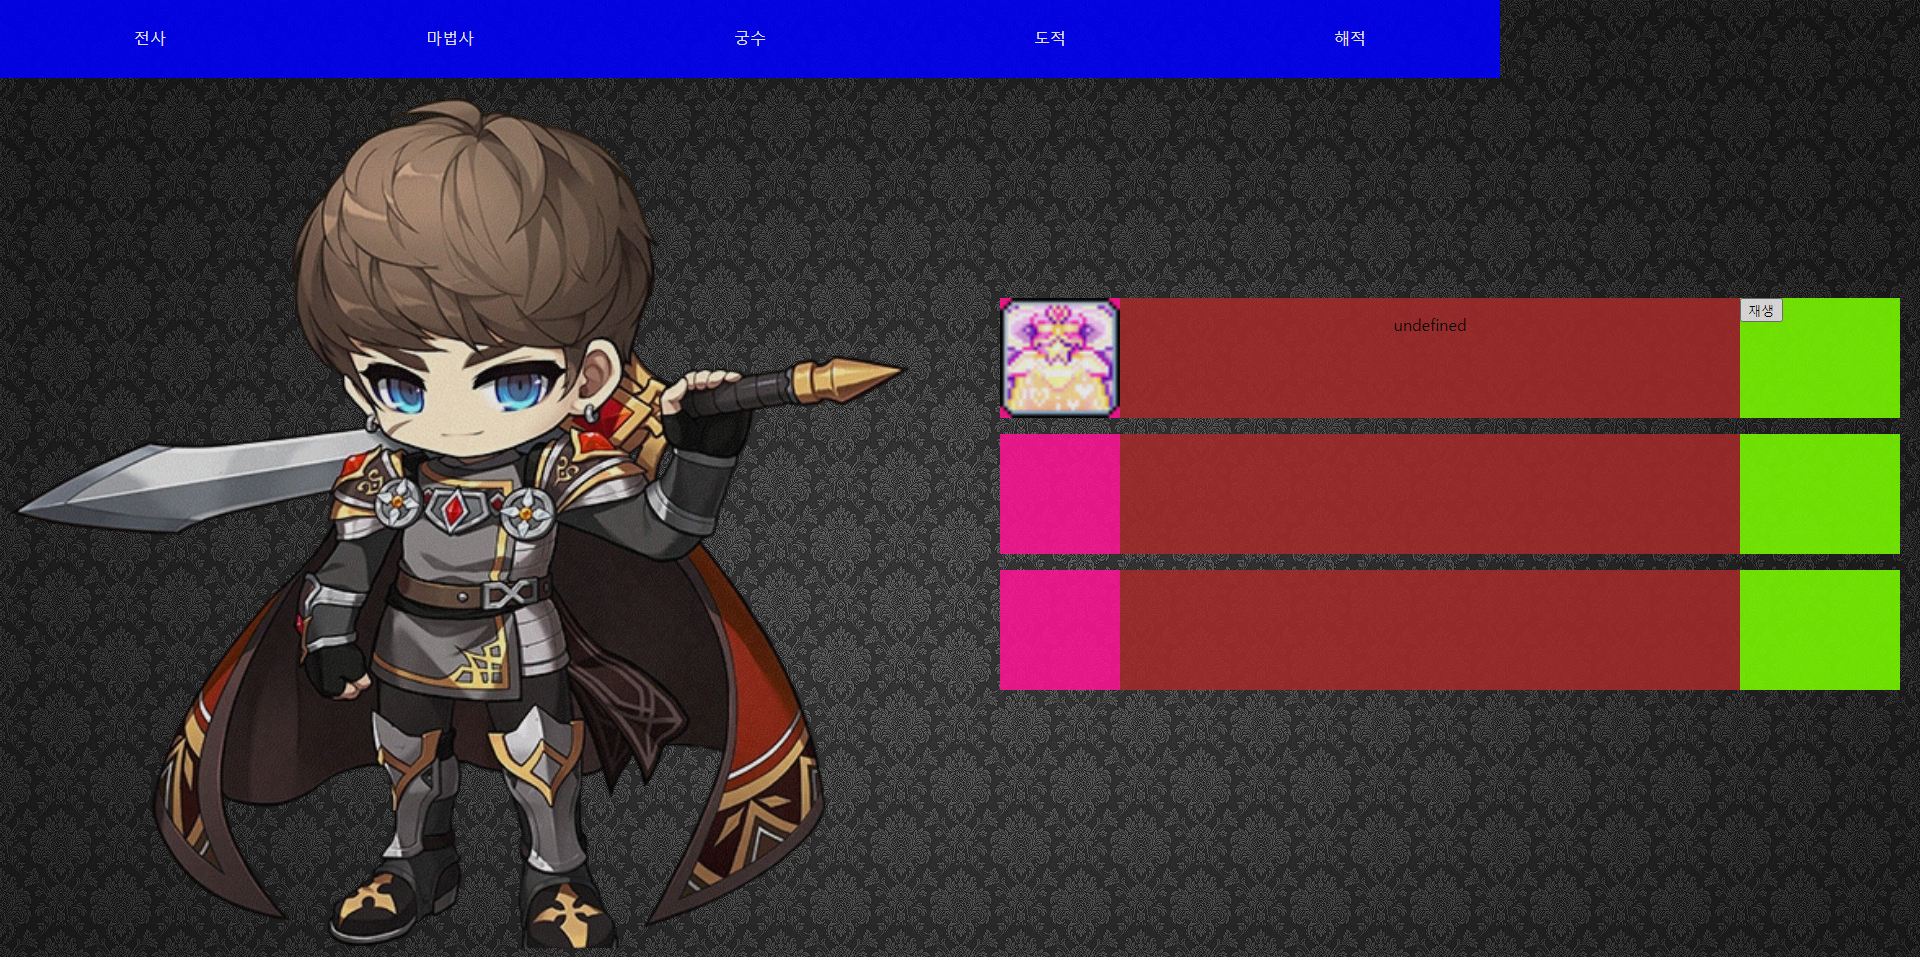 전사
마법사
궁수
도적
해적
undefined
재생